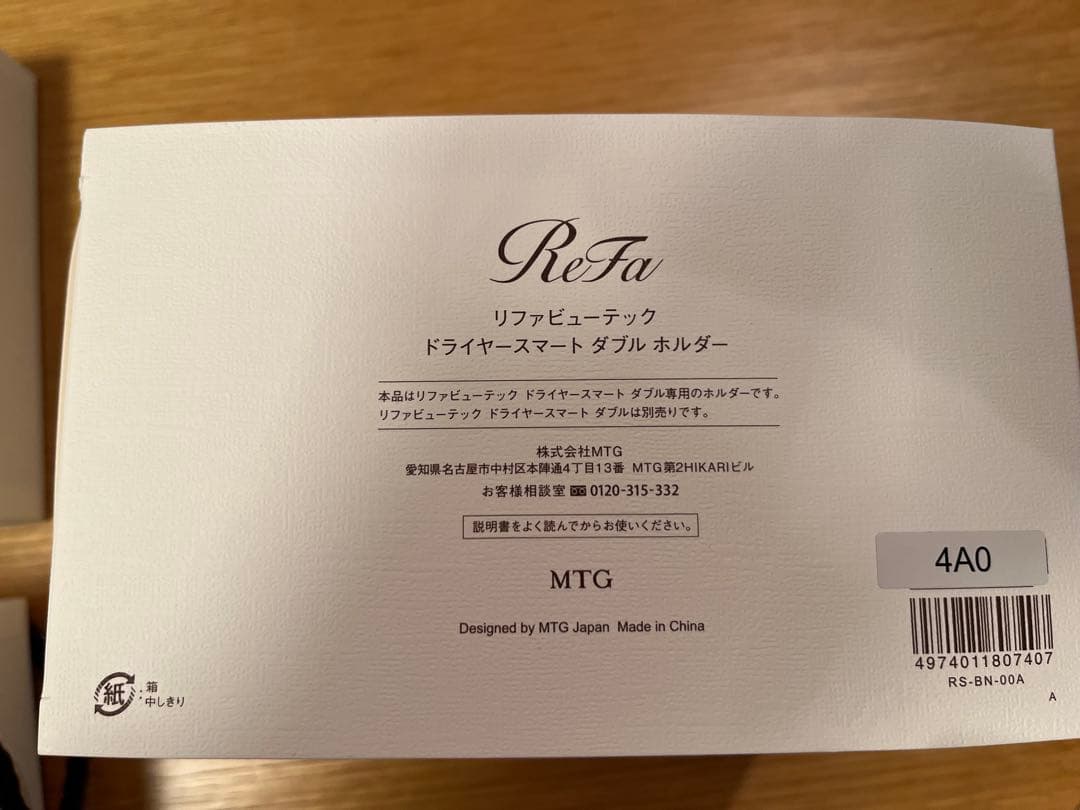 ReFa
リファビューテック
ドライヤースマート ダブル ホルダー
本品はリファビューテック ドライヤースマート ダブル専用のホルダーです。
リファビューテック ドライヤースマート ダブルは別売りです。
株式会社MTG
愛知県名古屋市中村区本陣通4丁目13番 MTG第2HIKARIビル
お客様相談室 0120-315-332
説明書をよく読んでからお使いください。
MTG
Designed by MTG Japan Made in China
4A0
4974011807407
RS-BN-00A
A
紙:箱
中しきり